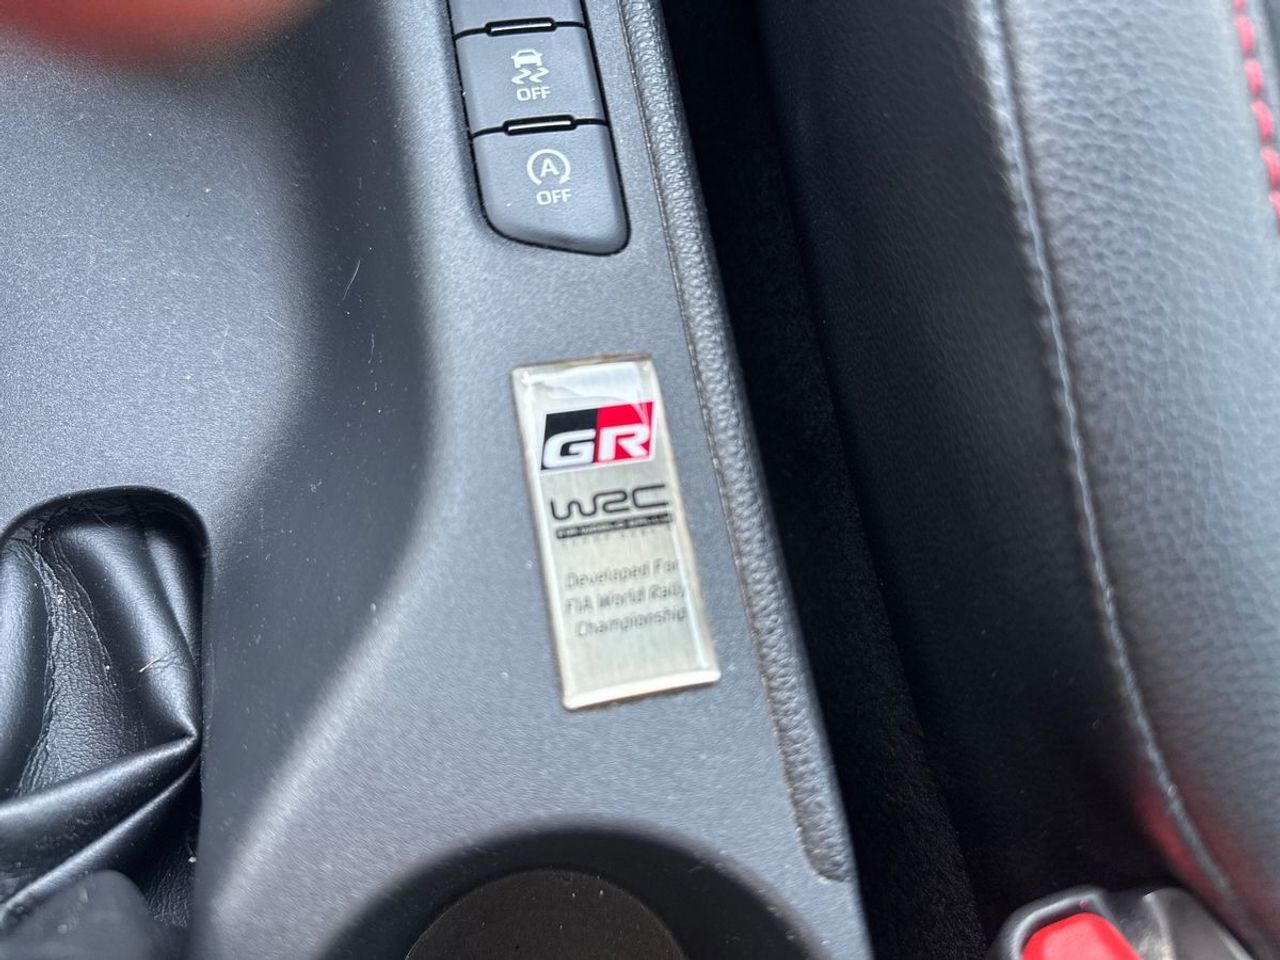 OFF
A
OFF
GR
WRC
Developed For
FIA World Rally
Championship